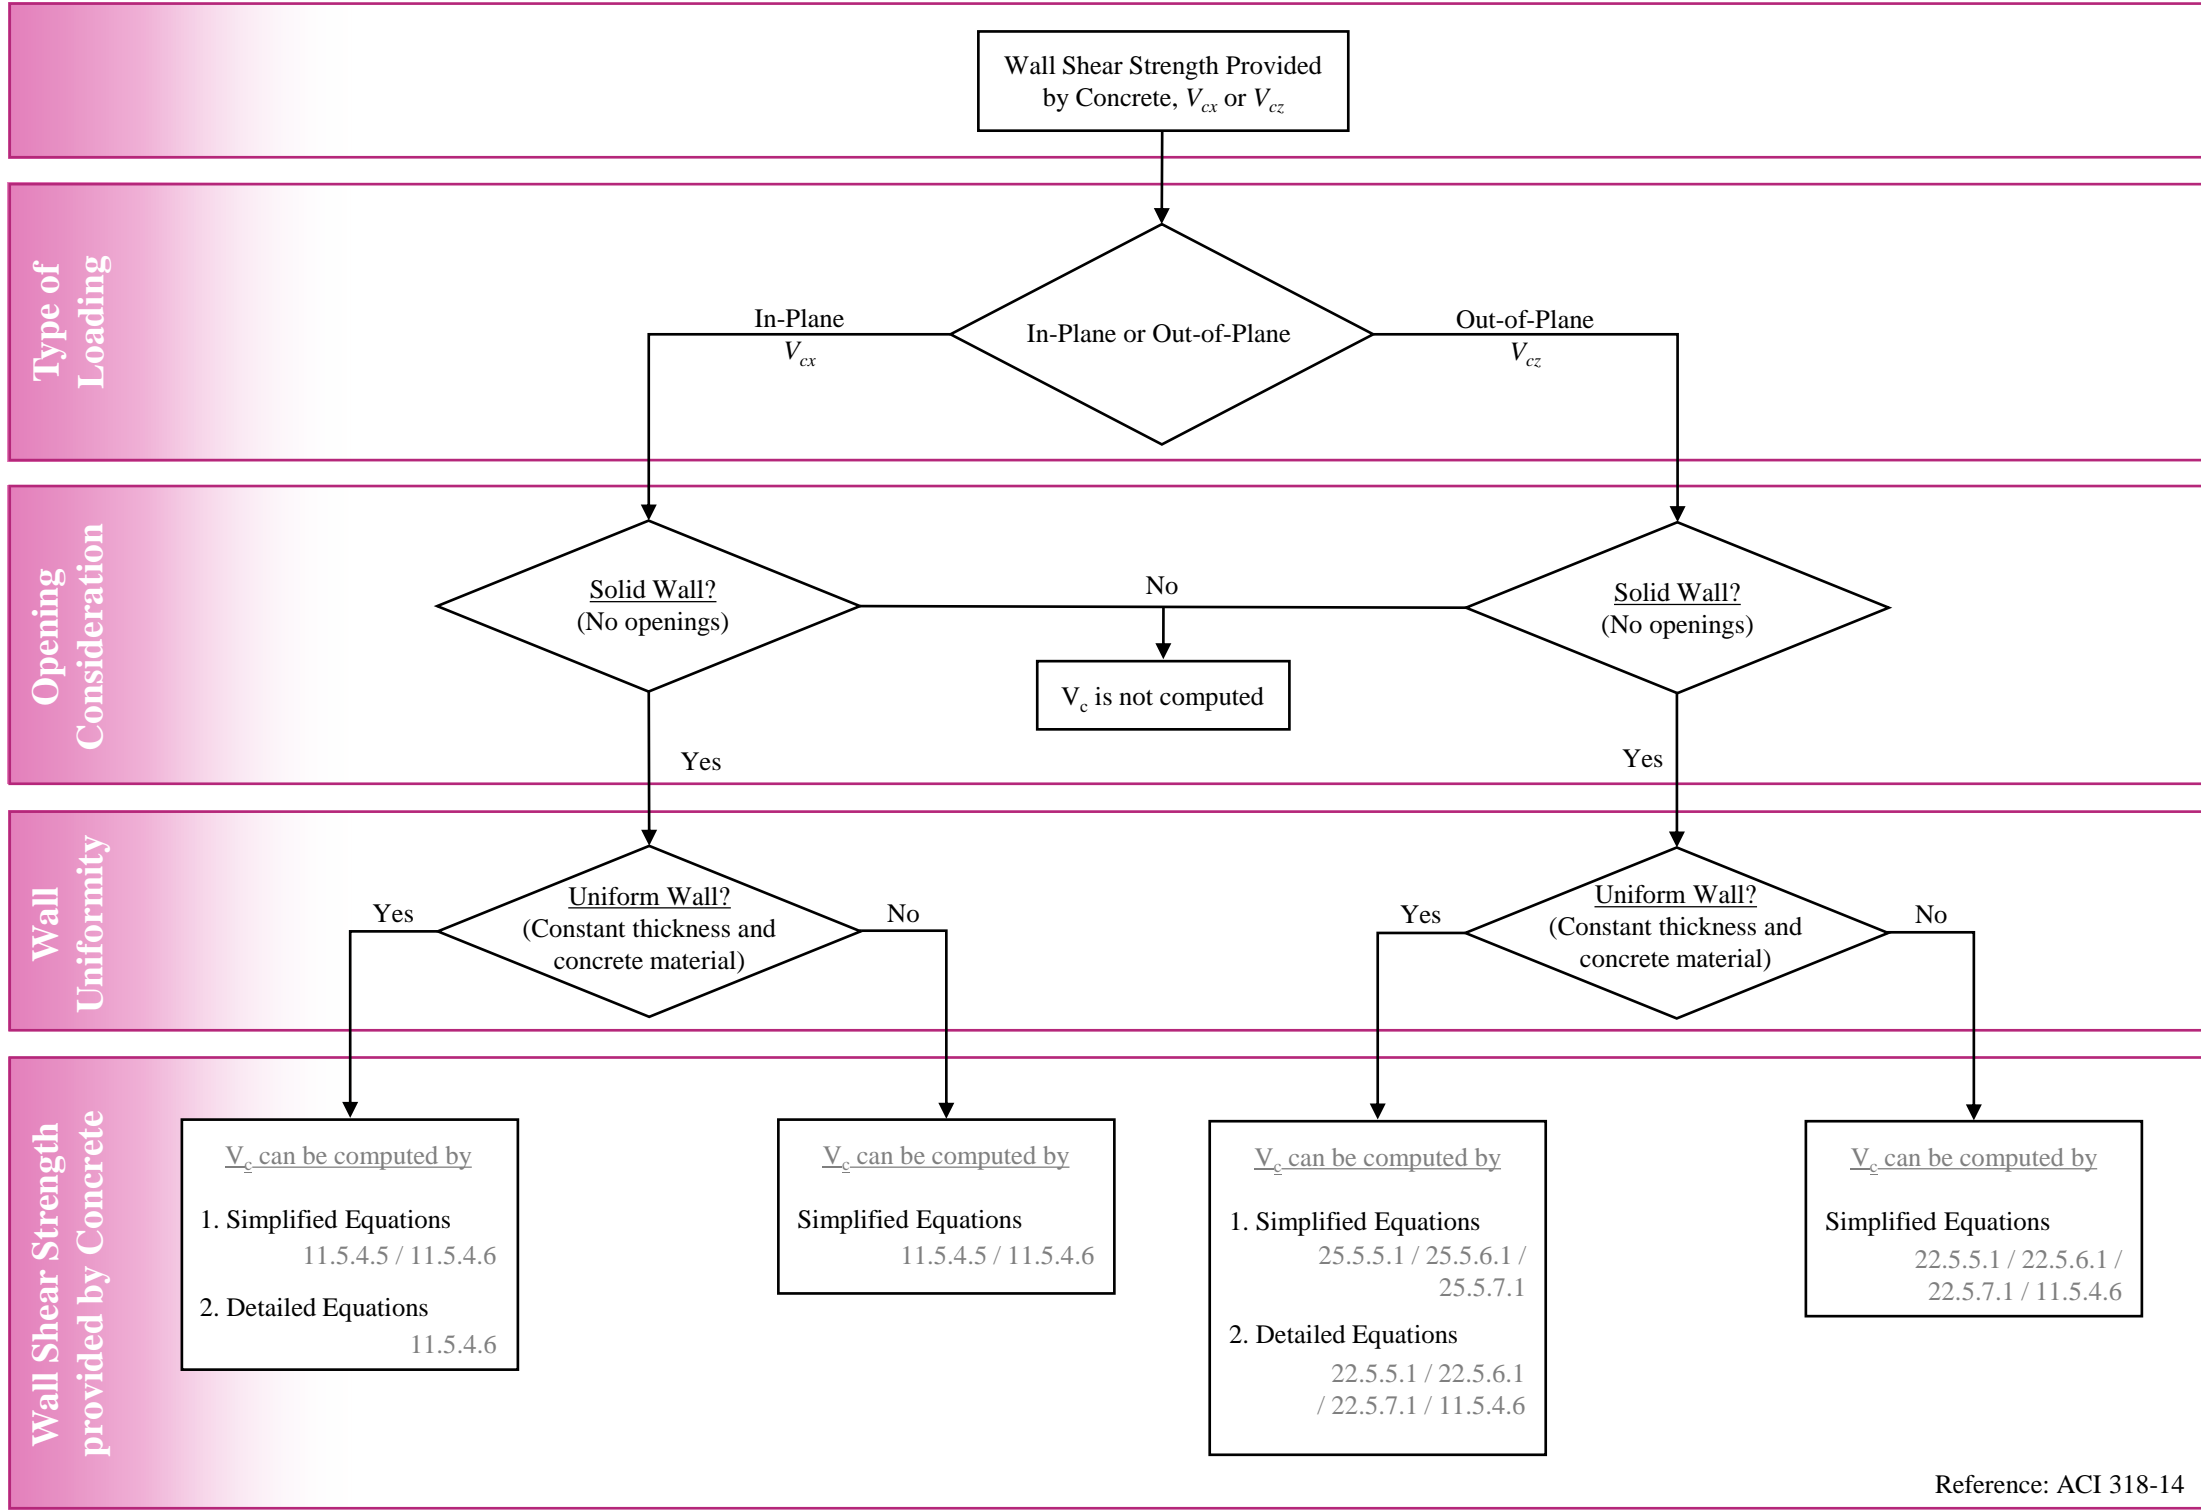 Wall Shear Strength Provided
by Concrete, Vcx or Vcz
Type of
Loading
In-Plane
Vcx
In-Plane or Out-of-Plane
Out-of-Plane
Vcz
Opening
Consideration
Solid Wall?
(No openings)
No
Solid Wall?
(No openings)
Vc is not computed
Yes
Yes
Wall
Uniformity
Yes
Uniform Wall?
(Constant thickness and
concrete material)
No
Yes
Uniform Wall?
(Constant thickness and
concrete material)
No
Wall Shear Strength
provided by Concrete
Vc can be computed by
1. Simplified Equations
11.5.4.5 / 11.5.4.6
2. Detailed Equations
11.5.4.6
Vc can be computed by
Simplified Equations
11.5.4.5 / 11.5.4.6
Vc can be computed by
1. Simplified Equations
25.5.5.1 / 25.5.6.1 /
25.5.7.1
2. Detailed Equations
22.5.5.1 / 22.5.6.1
/ 22.5.7.1 / 11.5.4.6
Vc can be computed by
Simplified Equations
22.5.5.1 / 22.5.6.1 /
22.5.7.1 / 11.5.4.6
Reference: ACI 318-14